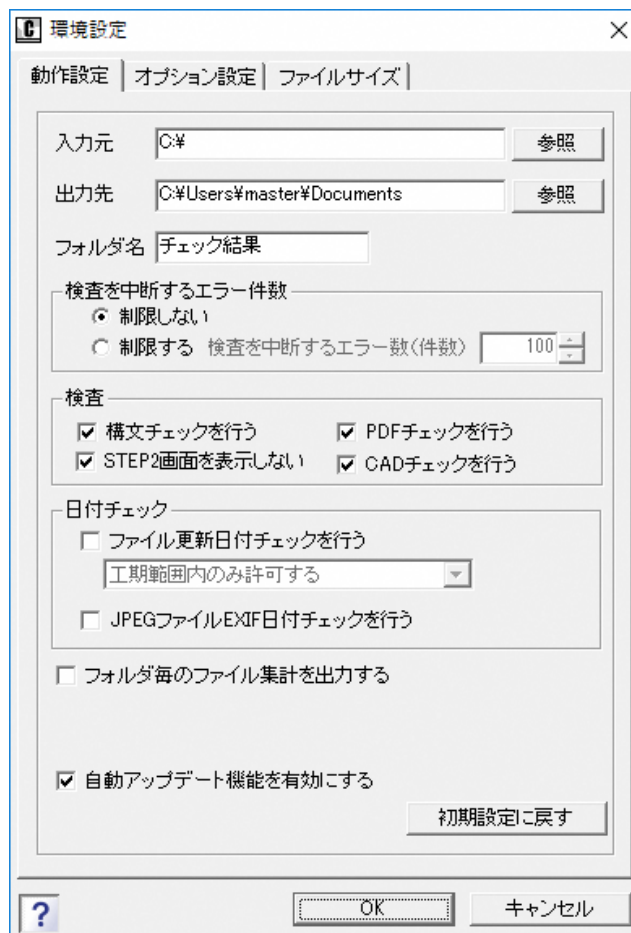 C 環境設定
動作設定 オプション設定 ファイルサイズ
入力元 C:¥ 参照
出力先 C:¥Users¥master¥Documents 参照
フォルダ名 チェック結果
検査を中断するエラー件数
制限しない
制限する 検査を中断するエラー数(件数) 100
検査
構文チェックを行う PDFチェックを行う
STEP2画面を表示しない CADチェックを行う
日付チェック
ファイル更新日付チェックを行う
工期範囲内のみ許可する
JPEGファイルEXIF日付チェックを行う
フォルダ毎のファイル集計を出力する
自動アップデート機能を有効にする
初期設定に戻す
? OK キャンセル